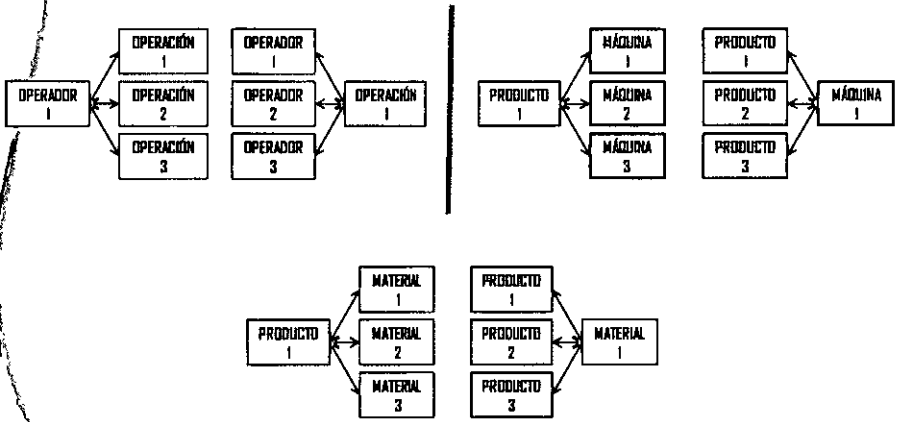 OPERACIÓN
1
OPERADOR
1
MÁQUINA
1
PRODUCTO
1
OPERADOR
1
OPERACIÓN
2
OPERADOR
2
OPERACIÓN
1
PRODUCTO
1
MÁQUINA
2
PRODUCTO
2
MÁQUINA
1
OPERACIÓN
3
OPERADOR
3
MÁQUINA
3
PRODUCTO
3
MATERIAL
1
PRODUCTO
1
PRODUCTO
1
MATERIAL
2
PRODUCTO
2
MATERIAL
1
MATERIAL
3
PRODUCTO
3